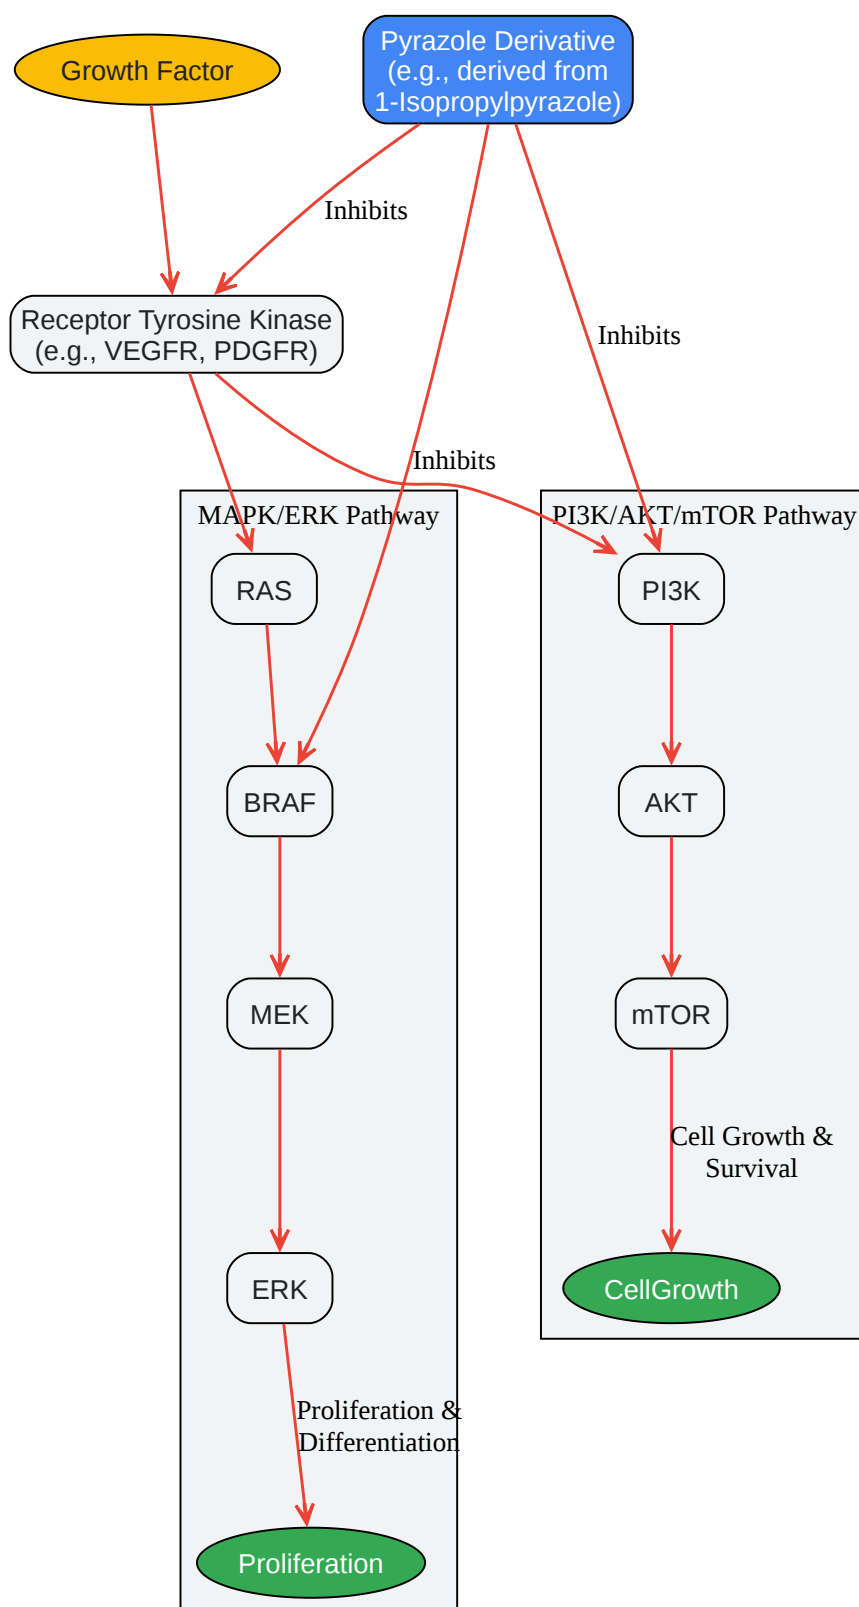 Pyrazole Derivative
(e.g., derived from
1-Isopropylpyrazole)
Growth Factor
Inhibits
Receptor Tyrosine Kinase
(e.g., VEGFR, PDGFR)
Inhibits
Inhibits
MAPK/ERK Pathway
PI3K/AKT/mTOR Pathway
RAS
PI3K
BRAF
AKT
MEK
mTOR
Cell Growth &
Survival
ERK
CellGrowth
Proliferation &
Differentiation
Proliferation